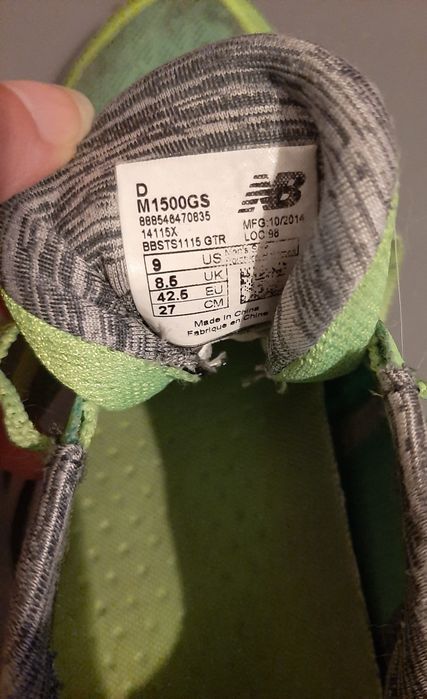 D
M1500GS
NB
888546470835
MFG:10/2014
14115X
LOC 98
BBSTS1115 GTR
9 US
8.5 UK
42.5 EU
27 CM
Made in China
Fabriqué en Chine